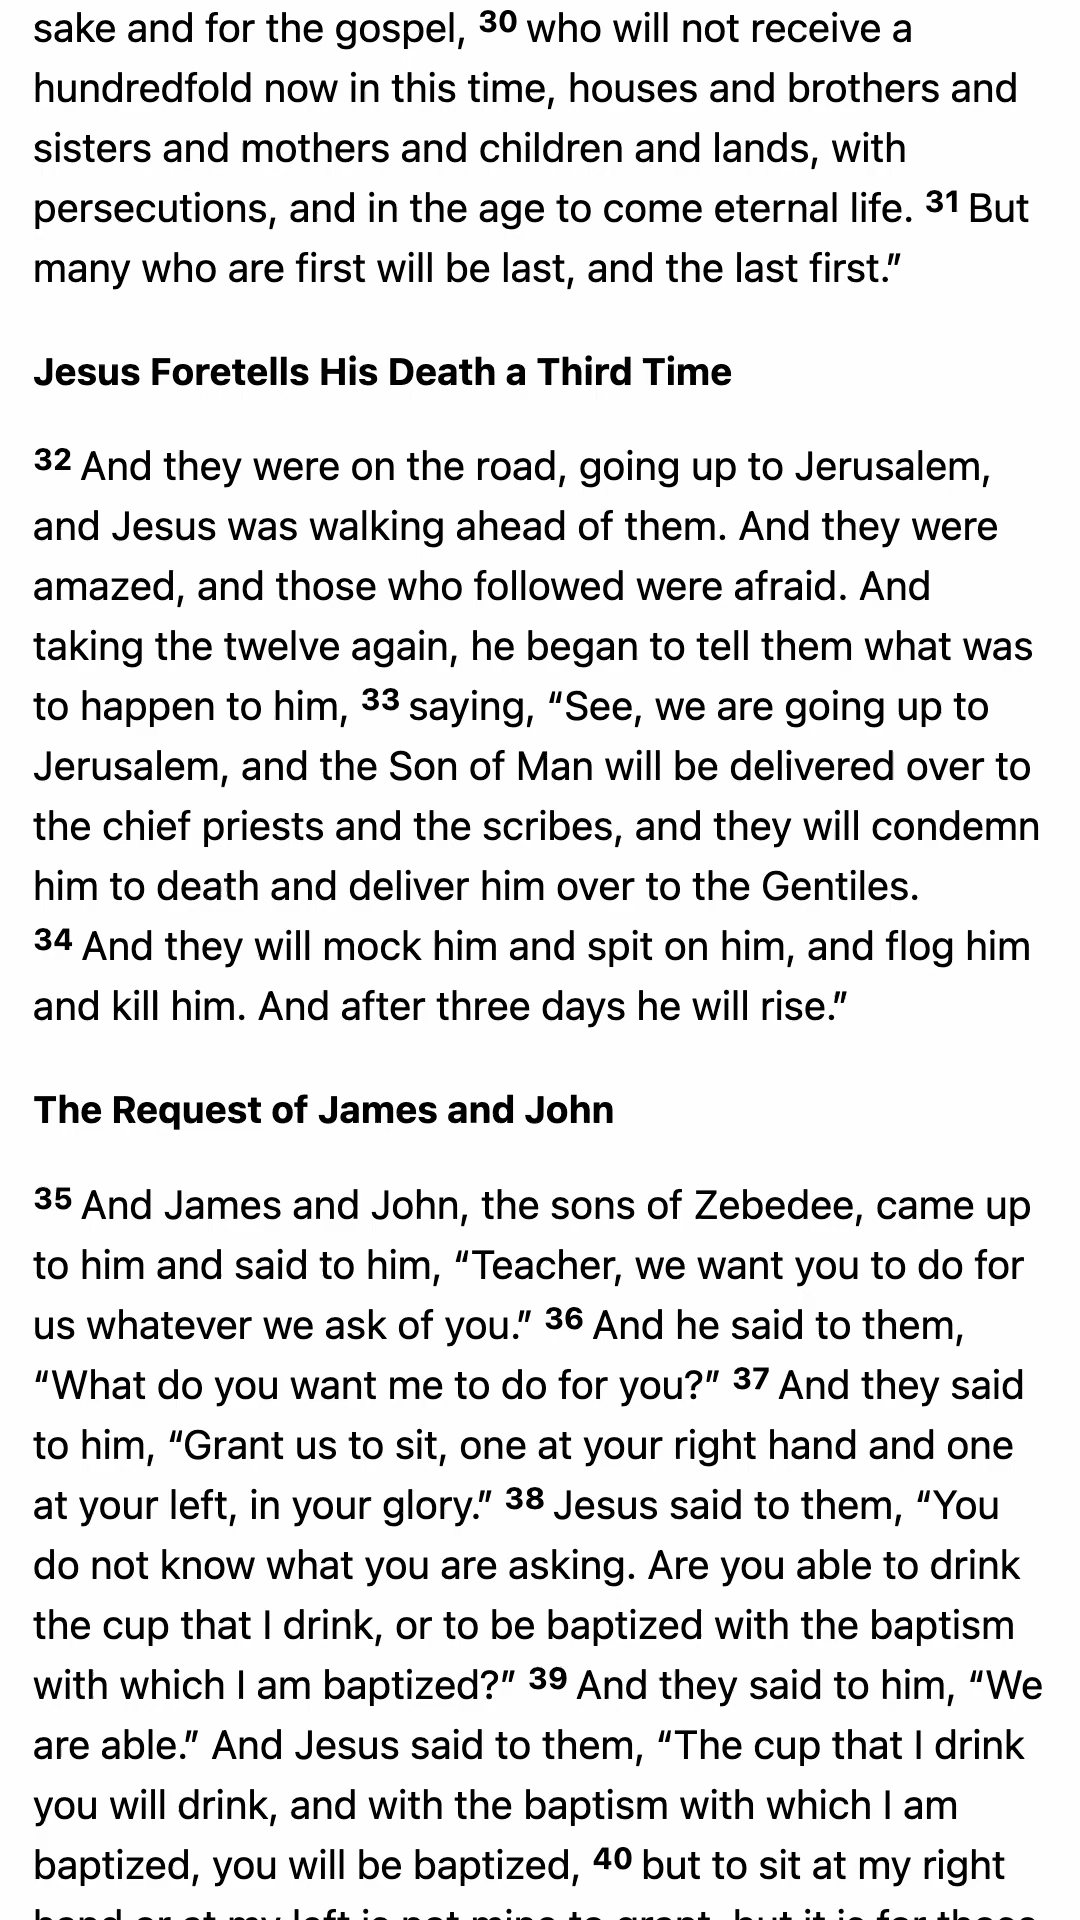 sake and for the gospel, 30 who will not receive a
hundredfold now in this time, houses and brothers and
sisters and mothers and children and lands, with
persecutions, and in the age to come eternal life. 31 But
many who are first will be last, and the last first.”
Jesus Foretells His Death a Third Time
32 And they were on the road, going up to Jerusalem,
and Jesus was walking ahead of them. And they were
amazed, and those who followed were afraid. And
taking the twelve again, he began to tell them what was
to happen to him, 33 saying, “See, we are going up to
Jerusalem, and the Son of Man will be delivered over to
the chief priests and the scribes, and they will condemn
him to death and deliver him over to the Gentiles.
34 And they will mock him and spit on him, and flog him
and kill him. And after three days he will rise.”
The Request of James and John
35 And James and John, the sons of Zebedee, came up
to him and said to him, “Teacher, we want you to do for
us whatever we ask of you.” 36 And he said to them,
“What do you want me to do for you?” 37 And they said
to him, “Grant us to sit, one at your right hand and one
at your left, in your glory.” 38 Jesus said to them, “You
do not know what you are asking. Are you able to drink
the cup that I drink, or to be baptized with the baptism
with which I am baptized?” 39 And they said to him, “We
are able.” And Jesus said to them, “The cup that I drink
you will drink, and with the baptism with which I am
baptized, you will be baptized, 40 but to sit at my right
hand or at my left is not mine to grant, but it is for those